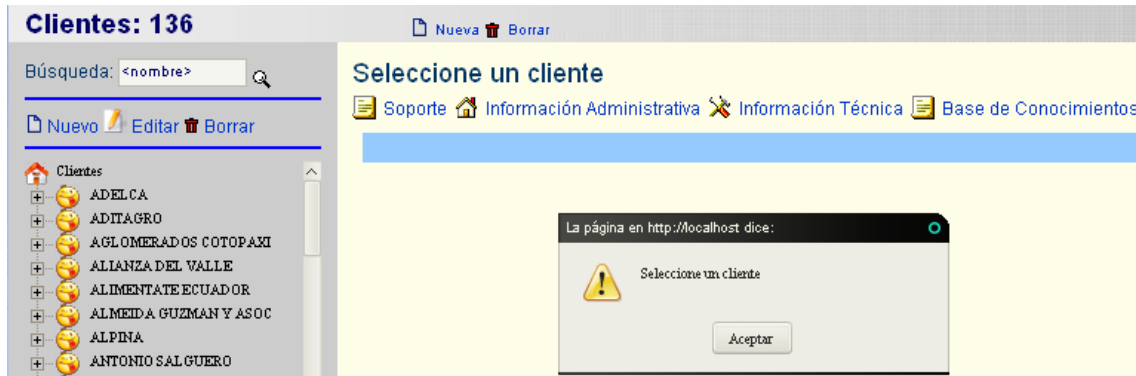 Clientes: 136
Nueva Borrar
Búsqueda: <nombre>
Nuevo Editar Borrar
Clientes
ADELCA
ADITAGRO
AGLOMERADOS COTOPAXI
ALIANZA DEL VALLE
ALIMENTATE ECUADOR
ALMEIDA GUZMAN Y ASOC
ALPINA
ANTONIO SALGUERO
Seleccione un cliente
Soporte Información Administrativa Información Técnica Base de Conocimientos
La página en http://localhost dice:
Seleccione un cliente
Aceptar